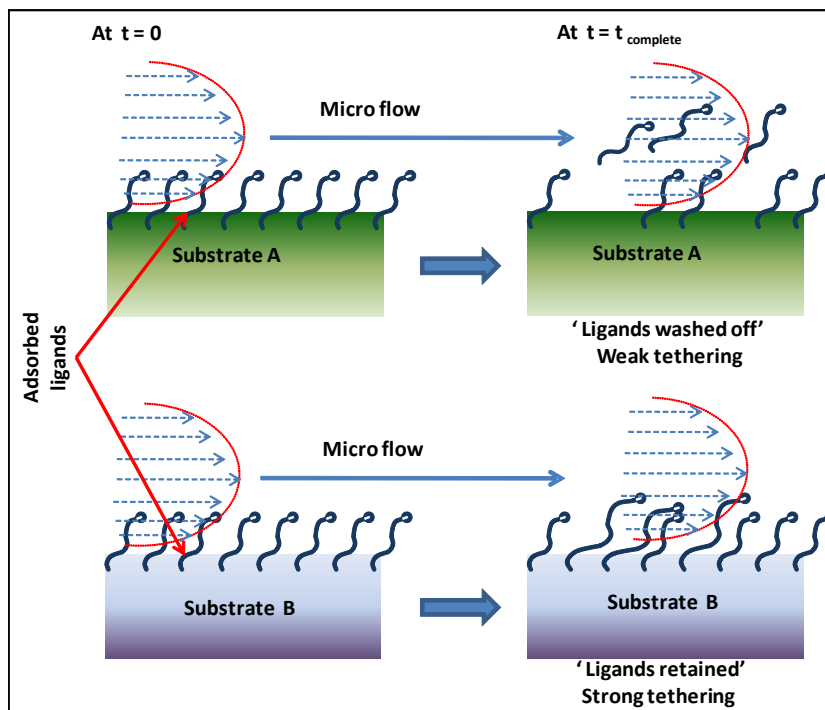 At t = 0
At t = t complete
Micro flow
Substrate A
Substrate A
‘ Ligands washed off’
Weak tethering
Adsorbed
ligands
Micro flow
Substrate B
Substrate B
‘ Ligands retained’
Strong tethering